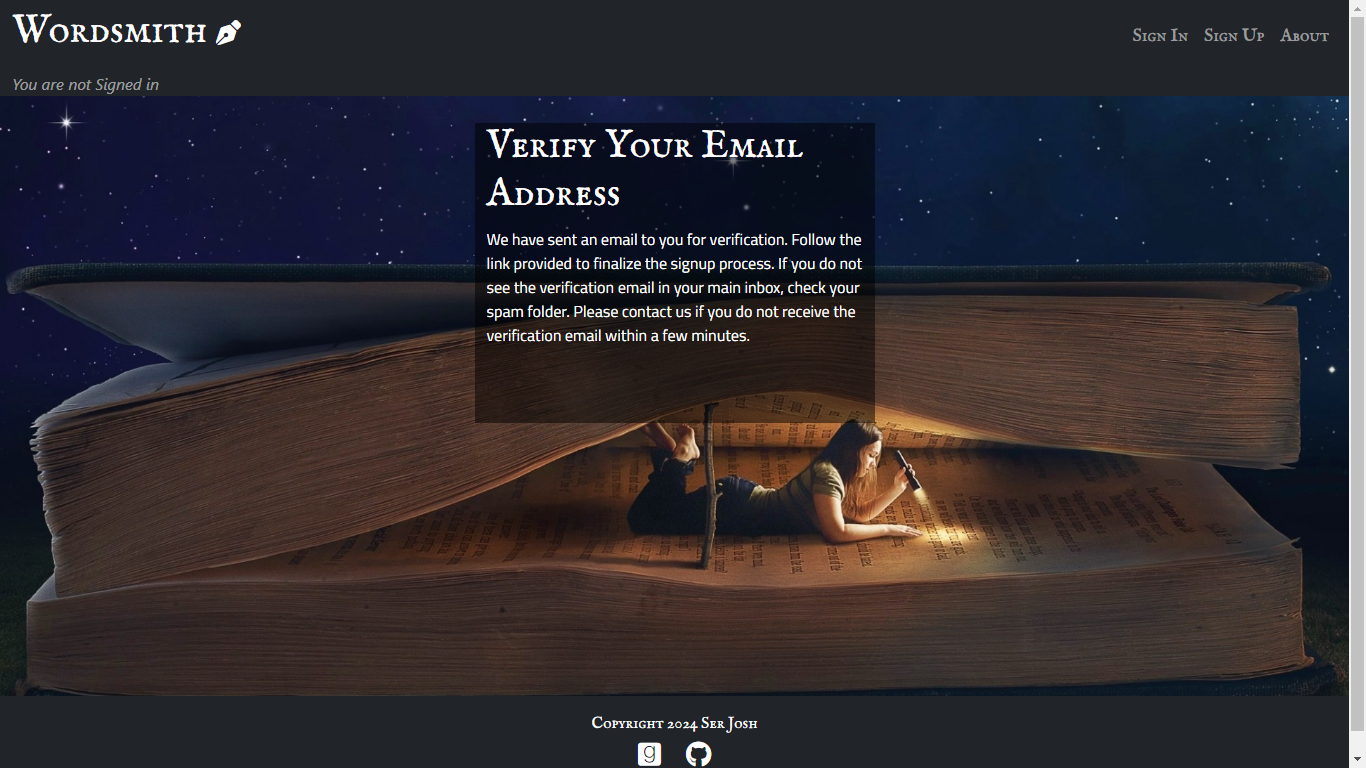 Wordsmith
Sign In Sign Up About
You are not Signed in
Verify Your Email
Address
We have sent an email to you for verification. Follow the
link provided to finalize the signup process. If you do not
see the verification email in your main inbox, check your
spam folder. Please contact us if you do not receive the
verification email within a few minutes.
Copyright 2024 Ser Josh
g